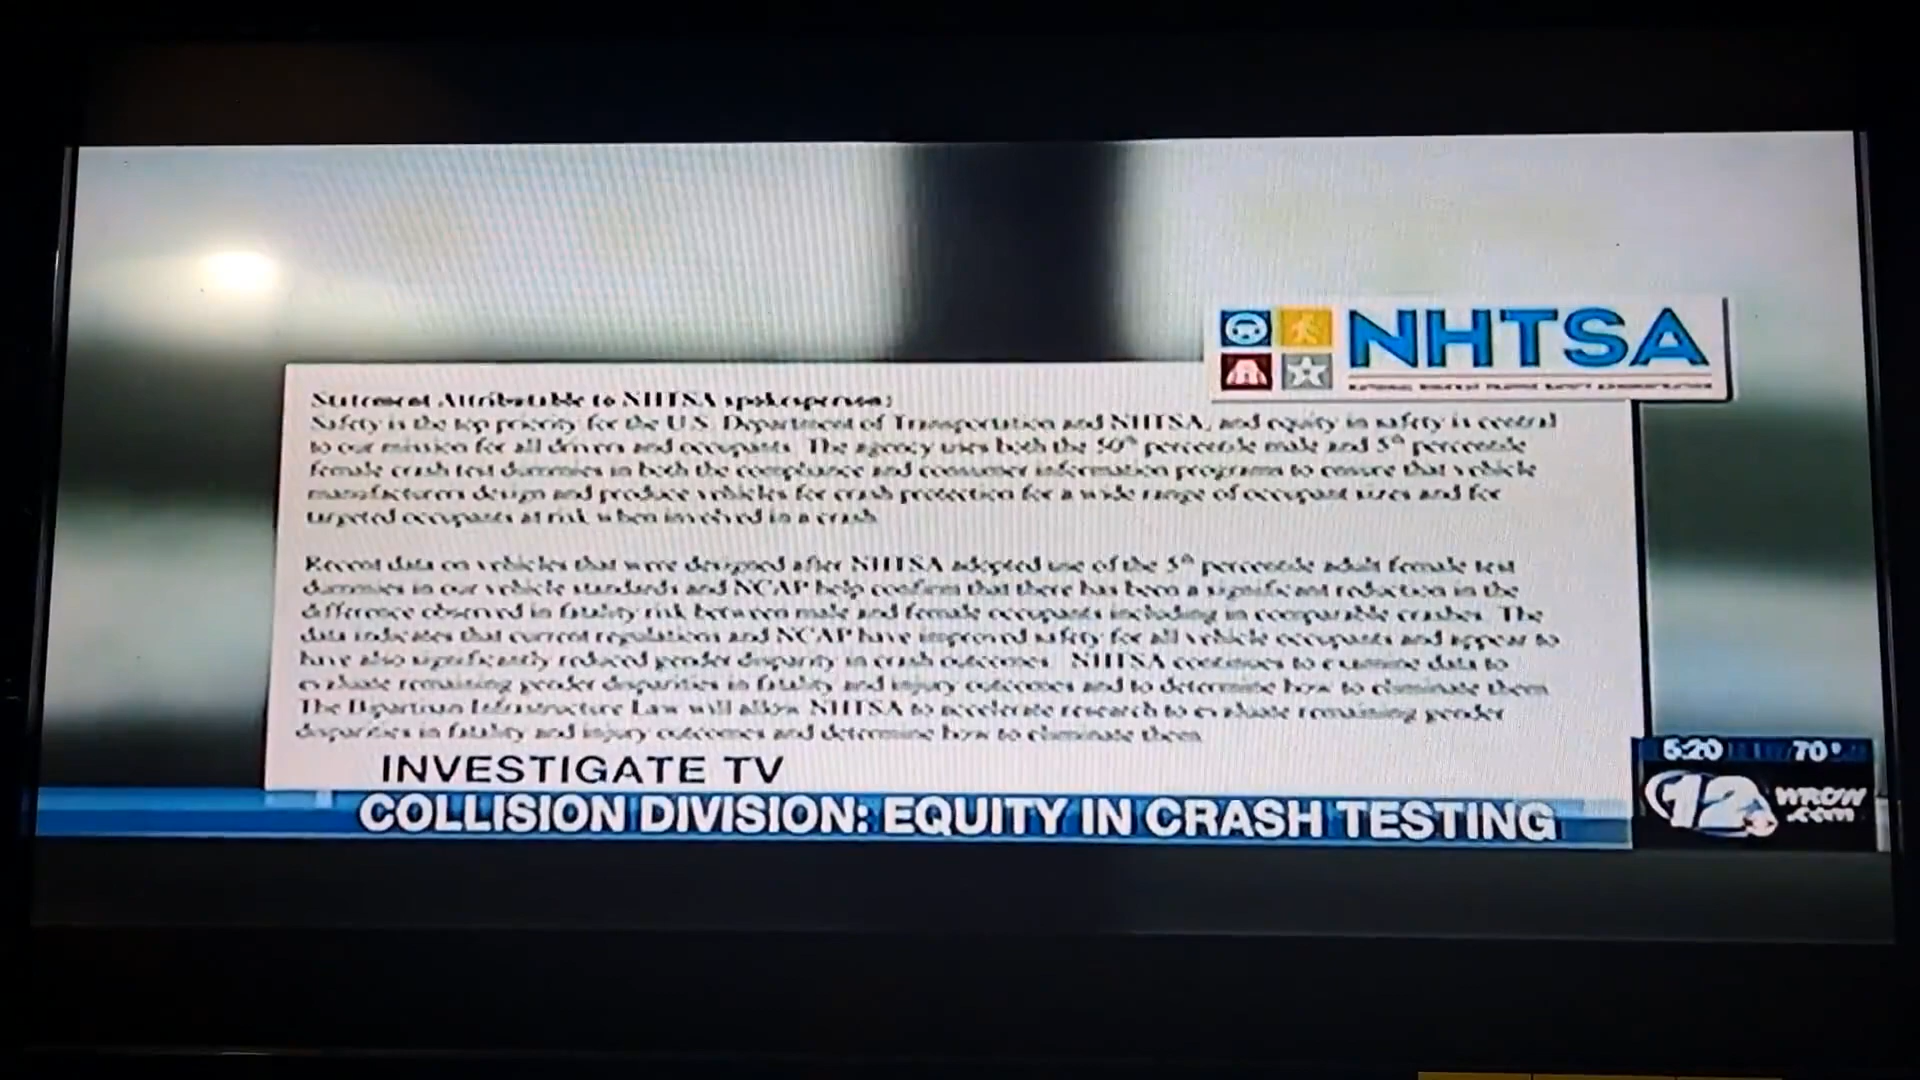 NHTSA
Statement Attributable to NHTSA spokesperson:
Safety is the top priority for the U.S. Department of Transportation and NHTSA, and equity in safety is central
to our mission for all drivers and occupants. The agency uses both the 50th percentile male and 5th percentile
female crash test dummies in both the compliance and consumer information programs to ensure that vehicle
manufacturers design and produce vehicles for crash protection for a wide range of occupant sizes and for
targeted occupants at risk when involved in a crash.
Recent data on vehicles that were designed after NHTSA adopted use of the 5th percentile adult female test
dummies in our vehicle standards and NCAP help confirm that there has been a significant reduction in the
difference observed in fatality risk between male and female occupants including in comparable crashes. The
data indicates that current regulations and NCAP have improved safety for all vehicle occupants and appear to
have also significantly reduced gender disparity in crash outcomes. NHTSA continues to examine data to
evaluate remaining gender disparities in fatality and injury outcomes and to determine how to eliminate them.
The Bipartisan Infrastructure Law will allow NHTSA to accelerate research to evaluate remaining gender
disparities in fatality and injury outcomes and determine how to eliminate them.
INVESTIGATE TV
COLLISION DIVISION: EQUITY IN CRASH TESTING
5:20 70°
12 WRDW
.com